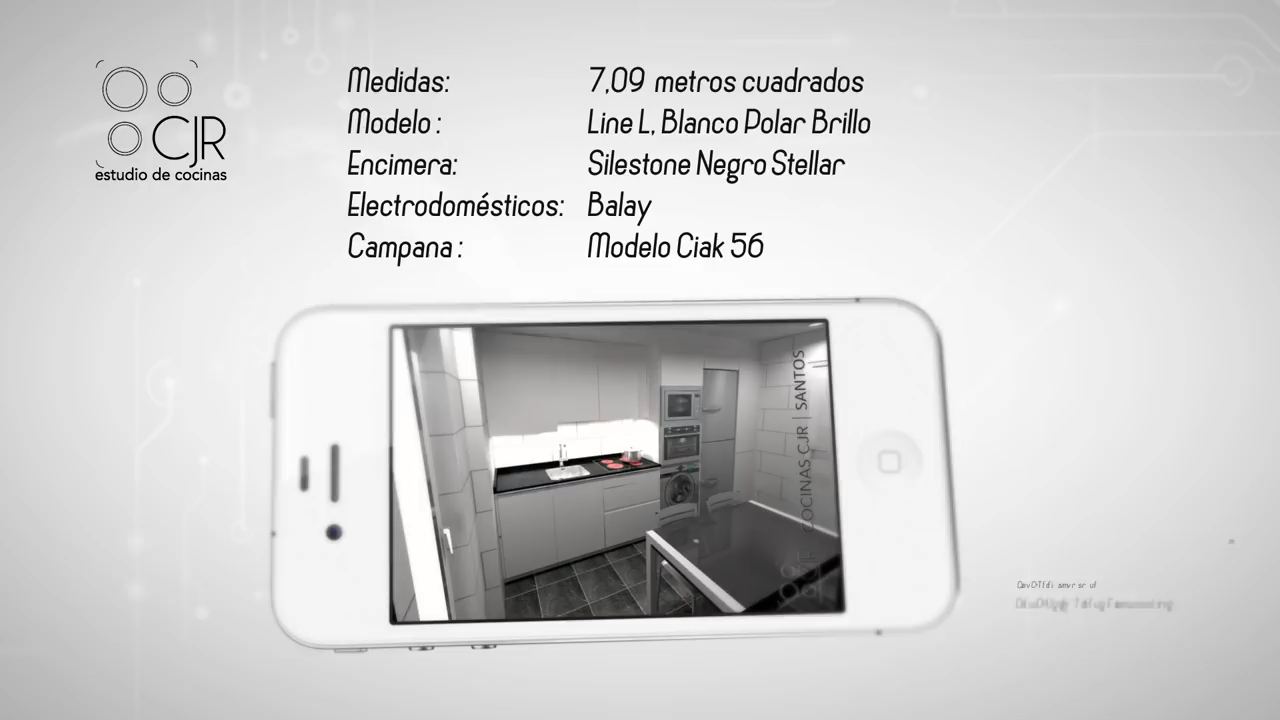 CJR
estudio de cocinas
Medidas: 7,09 metros cuadrados
Modelo : Line L, Blanco Polar Brillo
Encimera: Silestone Negro Stellar
Electrodomésticos: Balay
Campana : Modelo Ciak 56
COCINAS CJR | SANTOS